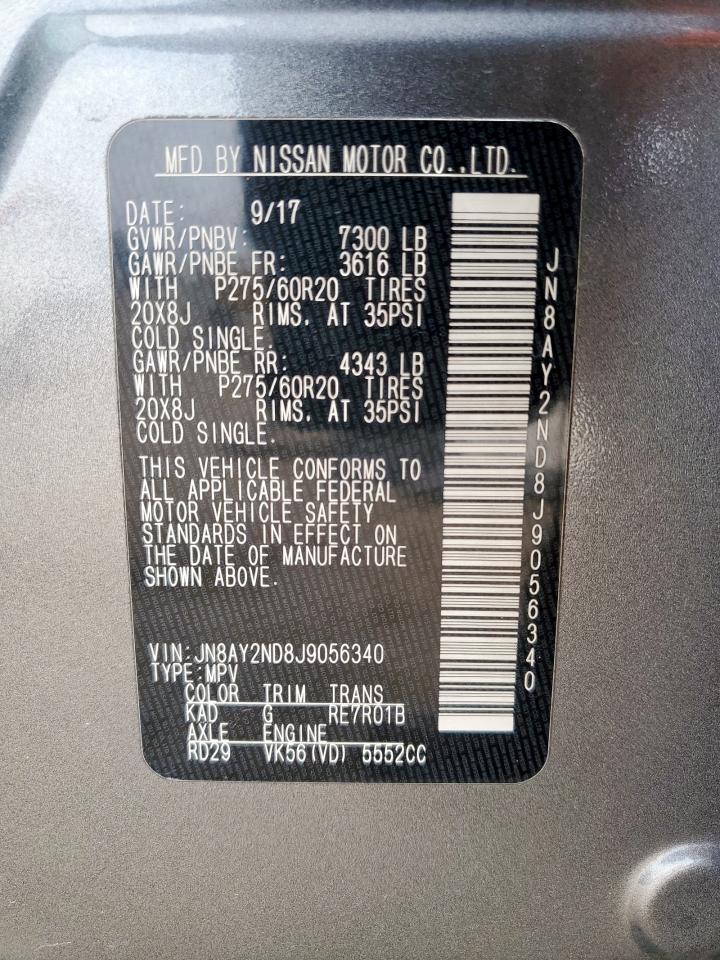 MFD BY NISSAN MOTOR CO.,LTD.
DATE: 9/17
GVWR/PNBV: 7300 LB
GAWR/PNBE FR: 3616 LB
WITH P275/60R20 TIRES
20X8J RIMS, AT 35PSI
COLD SINGLE.
GAWR/PNBE RR: 4343 LB
WITH P275/60R20 TIRES
20X8J RIMS, AT 35PSI
COLD SINGLE.
THIS VEHICLE CONFORMS TO
ALL APPLICABLE FEDERAL
MOTOR VEHICLE SAFETY
STANDARDS IN EFFECT ON
THE DATE OF MANUFACTURE
SHOWN ABOVE.
VIN:JN8AY2ND8J9056340
TYPE:MPV
COLOR TRIM TRANS
KAD G RE7R01B
AXLE ENGINE
RD29 VK56(VD) 5552CC
JN8AY2ND8J9056340